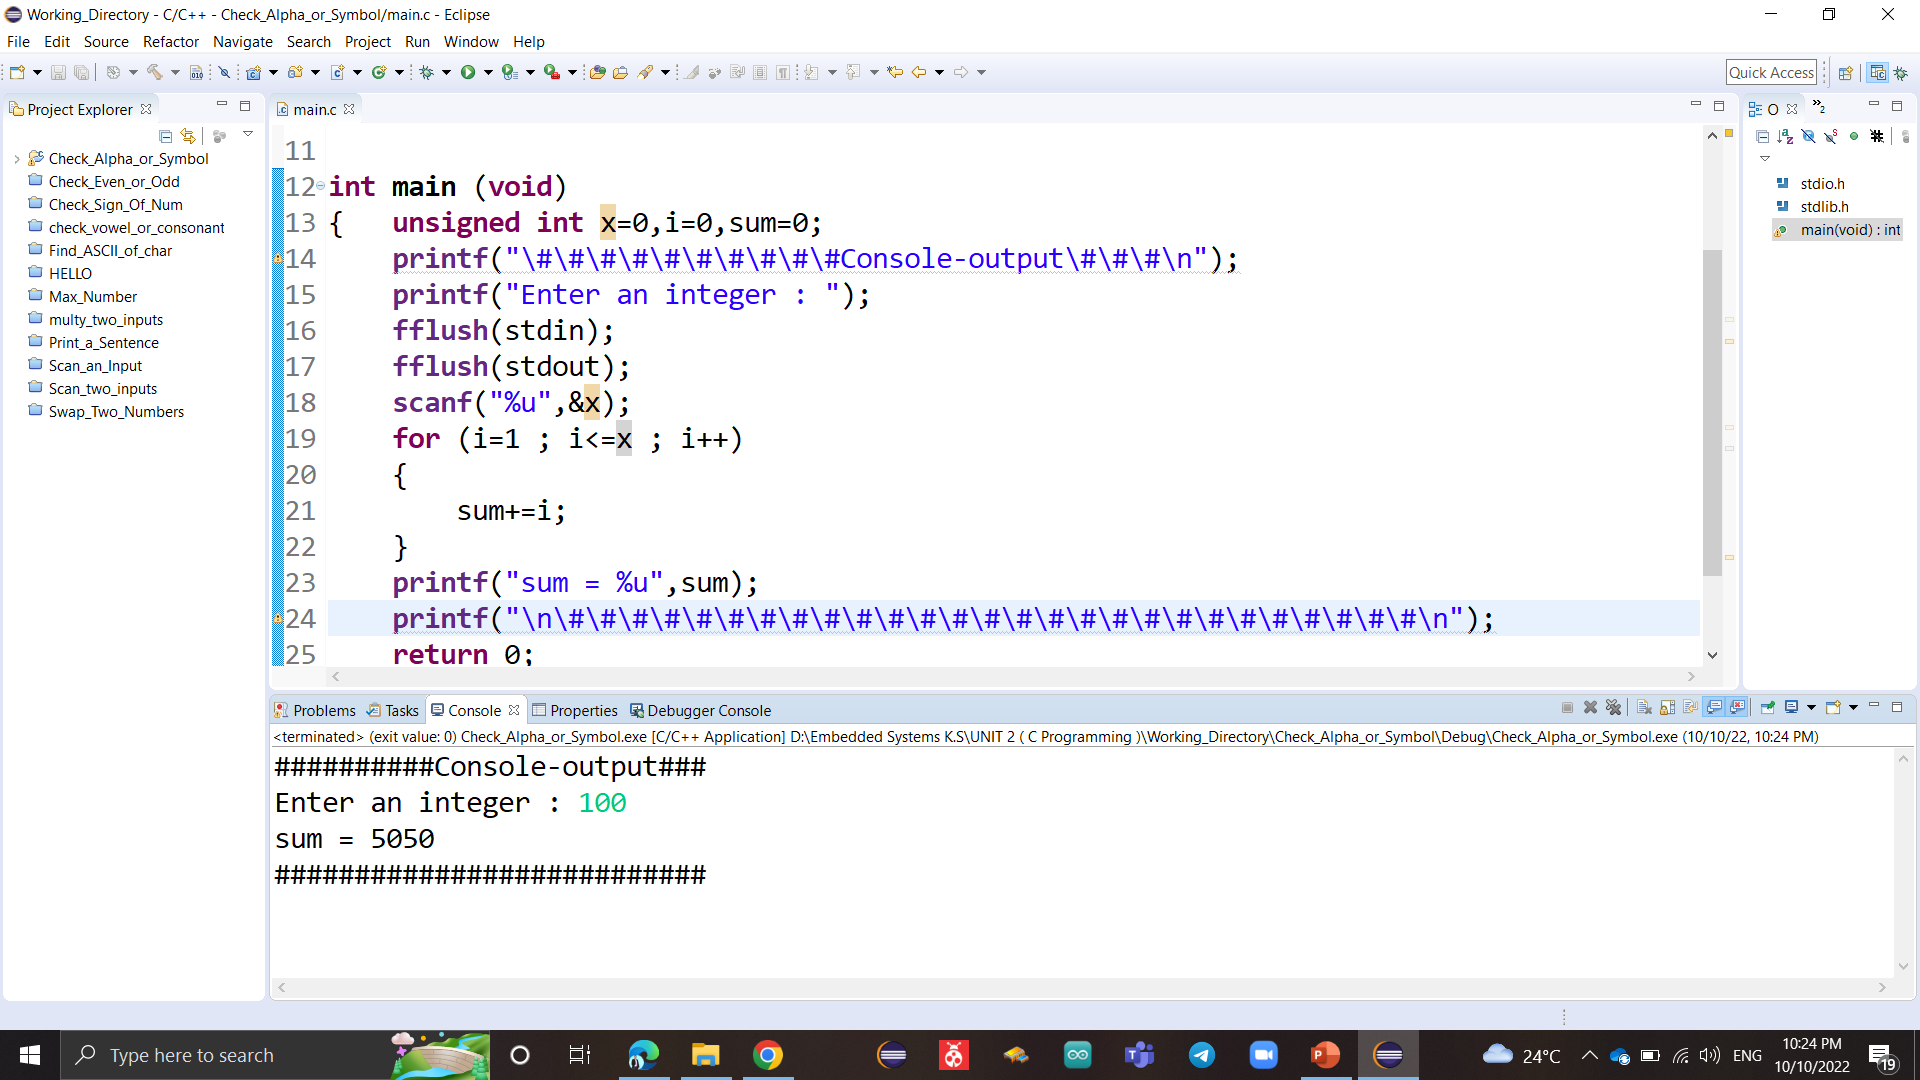 Working_Directory - C/C++ - Check_Alpha_or_Symbol/main.c - Eclipse
File Edit Source Refactor Navigate Search Project Run Window Help
Quick Access
Project Explorer
Check_Alpha_or_Symbol
Check_Even_or_Odd
Check_Sign_Of_Num
check_vowel_or_consonant
Find_ASCII_of_char
HELLO
Max_Number
multy_two_inputs
Print_a_Sentence
Scan_an_Input
Scan_two_inputs
Swap_Two_Numbers
main.c
11
12 int main (void)
13 {   unsigned int x=0,i=0,sum=0;
14     printf("\#\#\#\#\#\#\#\#\#\#Console-output\#\#\#\n");
15     printf("Enter an integer : ");
16     fflush(stdin);
17     fflush(stdout);
18     scanf("%u",&x);
19     for (i=1 ; i<=x ; i++)
20     {
21         sum+=i;
22     }
23     printf("sum = %u",sum);
24     printf("\n\#\#\#\#\#\#\#\#\#\#\#\#\#\#\#\#\#\#\#\#\#\#\#\#\#\#\#\n");
25     return 0;
O
2
stdio.h
stdlib.h
main(void) : int
Problems Tasks Console Properties Debugger Console
<terminated> (exit value: 0) Check_Alpha_or_Symbol.exe [C/C++ Application] D:\Embedded Systems K.S\UNIT 2 ( C Programming )\Working_Directory\Check_Alpha_or_Symbol\Debug\Check_Alpha_or_Symbol.exe (10/10/22, 10:24 PM)
##########Console-output###
Enter an integer : 100
sum = 5050
###########################
Type here to search
24°C
ENG
10:24 PM
10/10/2022
19